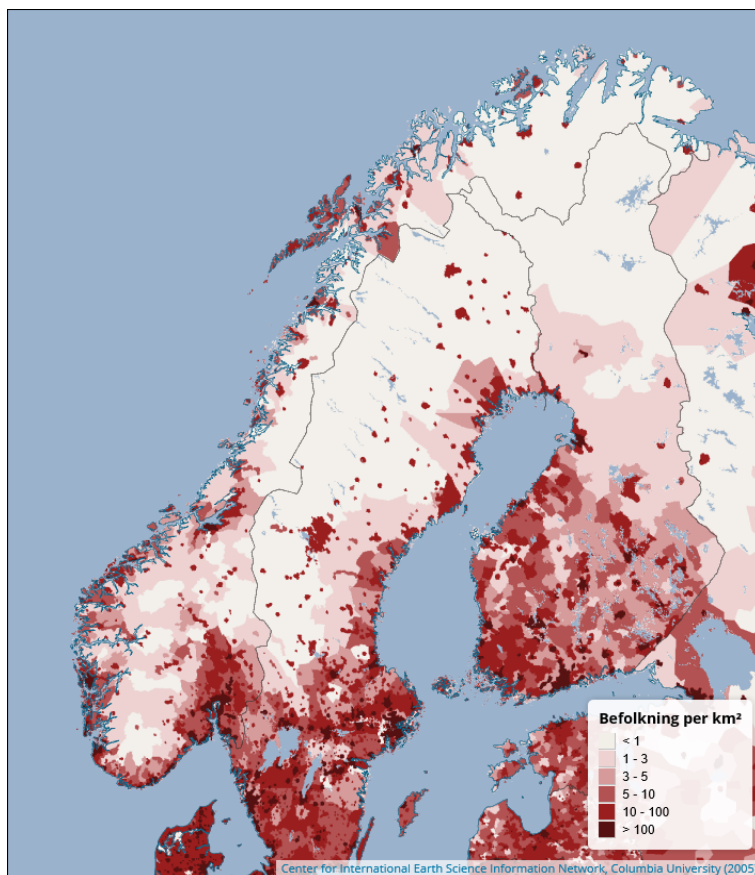 Befolkning per km²
< 1
1 - 3
3 - 5
5 - 10
10 - 100
> 100
Center for International Earth Science Information Network, Columbia University (2005)